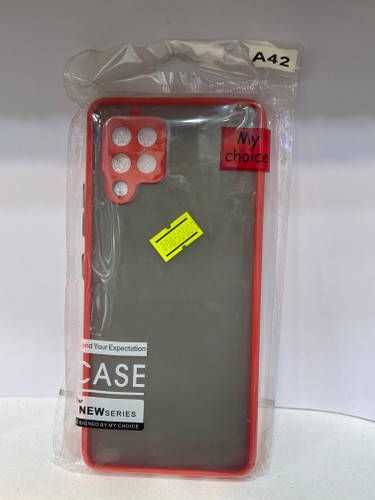 A42
My
choice
nd Your Expectation
CASE
NEW SERIES
DESIGNED BY MY CHOICE